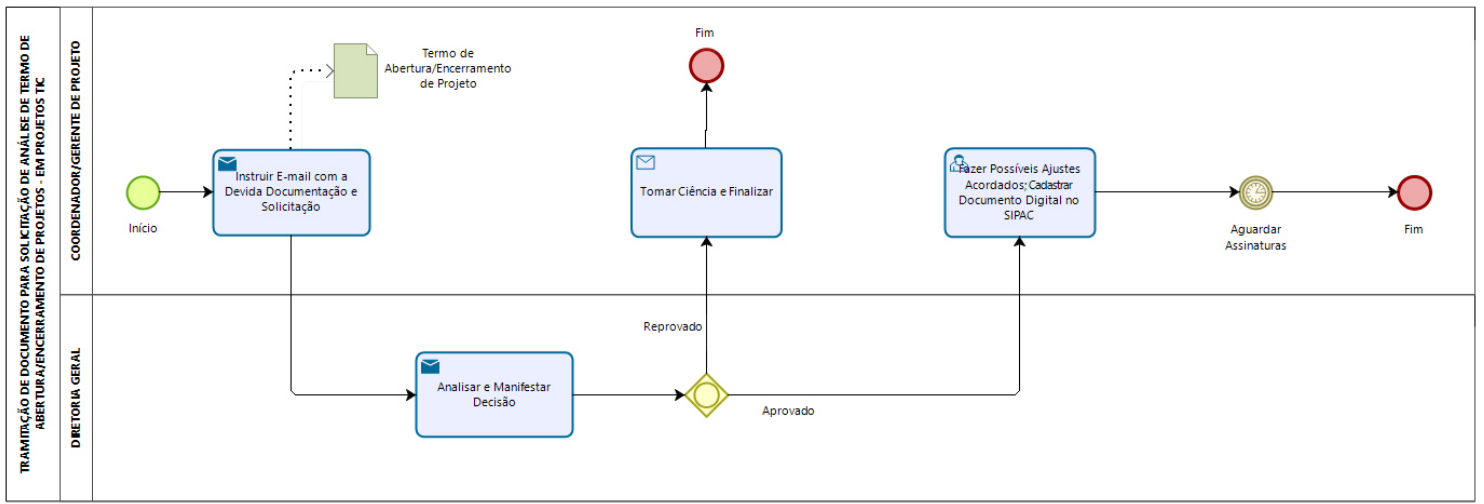 TRAMITAÇÃO DE DOCUMENTO PARA SOLICITAÇÃO DE ANÁLISE DE TERMO DE
ABERTURA/ENCERRAMENTO DE PROJETOS - EM PROJETOS TIC
COORDENADOR/GERENTE DE PROJETO
Início
Instruir E-mail com a
Devida Documentação e
Solicitação
Termo de
Abertura/Encerramento
de Projeto
Fim
Tomar Ciência e Finalizar
Fazer Possíveis Ajustes
Acordados; Cadastrar
Documento Digital no
SIPAC
Aguardar
Assinaturas
Fim
DIRETORIA GERAL
Analisar e Manifestar
Decisão
Reprovado
Aprovado